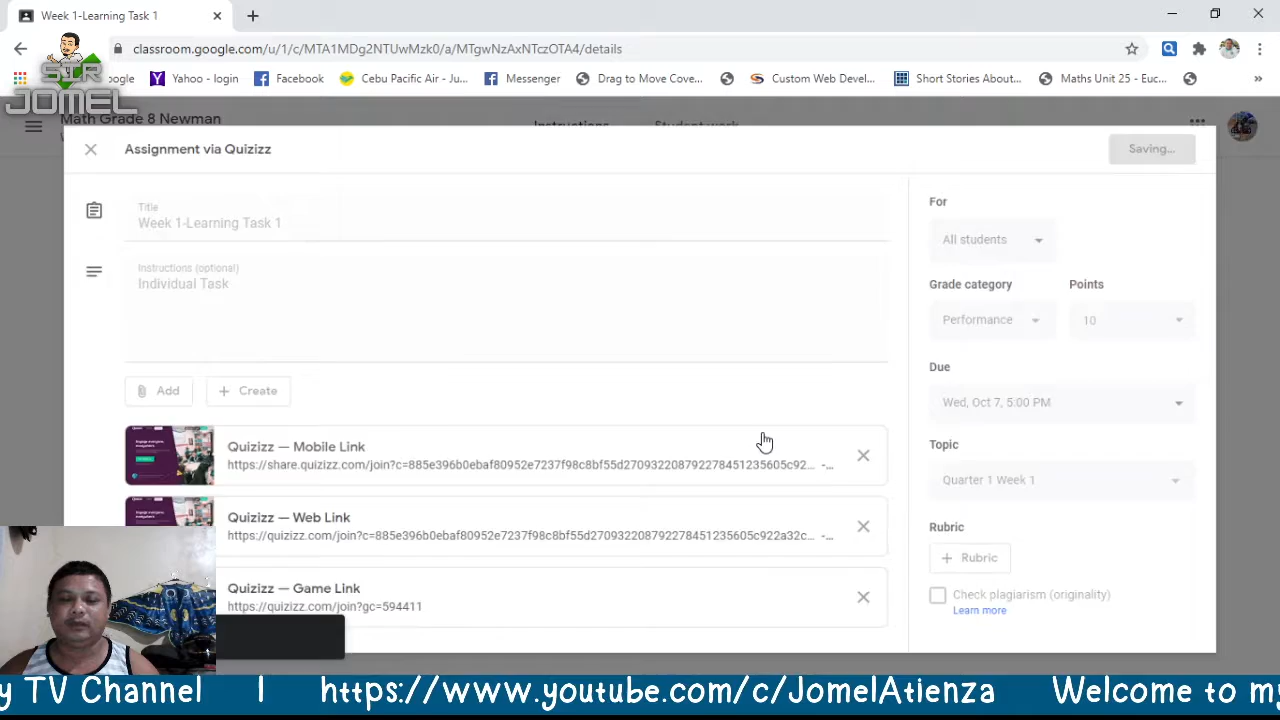 Week 1-Learning Task 1
classroom.google.com/u/1/c/MTA1MDg2NTUwMzk0/a/MTgwNzAxNTczOTA4/details
SIR
JOMEL
ogle
Yahoo - login
Facebook
Cebu Pacific Air - Ju...
Messenger
Drag to Move Cove...
Custom Web Devel...
Short Stories About...
Maths Unit 25 - Euc...
»
Math Grade 8 Newman
Instructions
Student work
Assignment via Quizizz
Saving...
Title
Week 1-Learning Task 1
Instructions (optional)
Individual Task
Add
Create
Quizizz — Mobile Link
https://share.quizizz.com/join?c=885e396b0ebaf80952e7237f98c8bf55d270932208792278451235605c92... -...
Quizizz — Web Link
https://quizizz.com/join?c=885e396b0ebaf80952e7237f98c8bf55d270932208792278451235605c922a32c... -...
Quizizz — Game Link
https://quizizz.com/join?gc=594411
For
All students
Grade category
Points
Performance
10
Due
Wed, Oct 7, 5:00 PM
Topic
Quarter 1 Week 1
Rubric
Rubric
Check plagiarism (originality)
Learn more
y TV Channel | https://www.youtube.com/c/JomelAtienza Welcome to my